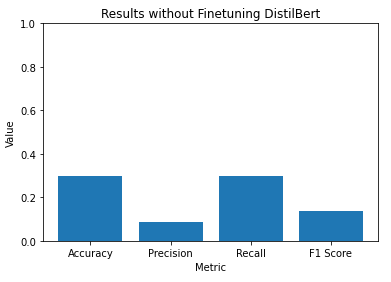 Results without Finetuning DistilBert
1.0
0.8
0.6
0.4
0.2
0.0
Value
Accuracy Precision Recall F1 Score
Metric